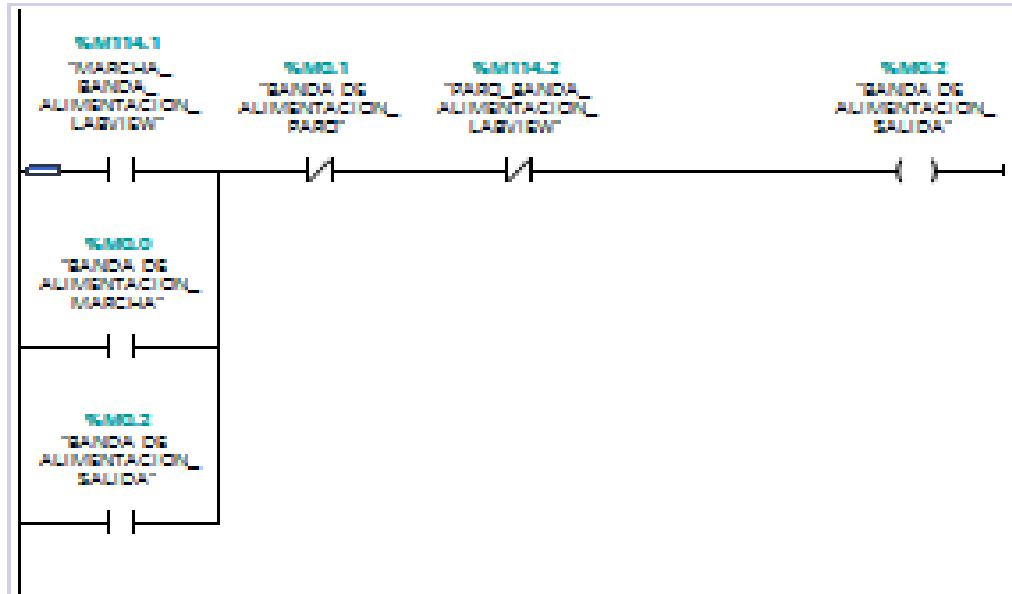 %M114.1
"MARCHA_
BANDA_
ALIMENTACION_
LABVIEW"
%M0.1
"BANDA DE
ALIMENTACION_
PARO"
%M114.2
"PARO_BANDA_
ALIMENTACION_
LABVIEW"
%M0.2
"BANDA DE
ALIMENTACION_
SALIDA"
%M0.0
"BANDA DE
ALIMENTACION_
MARCHA"
%M0.2
"BANDA DE
ALIMENTACION_
SALIDA"